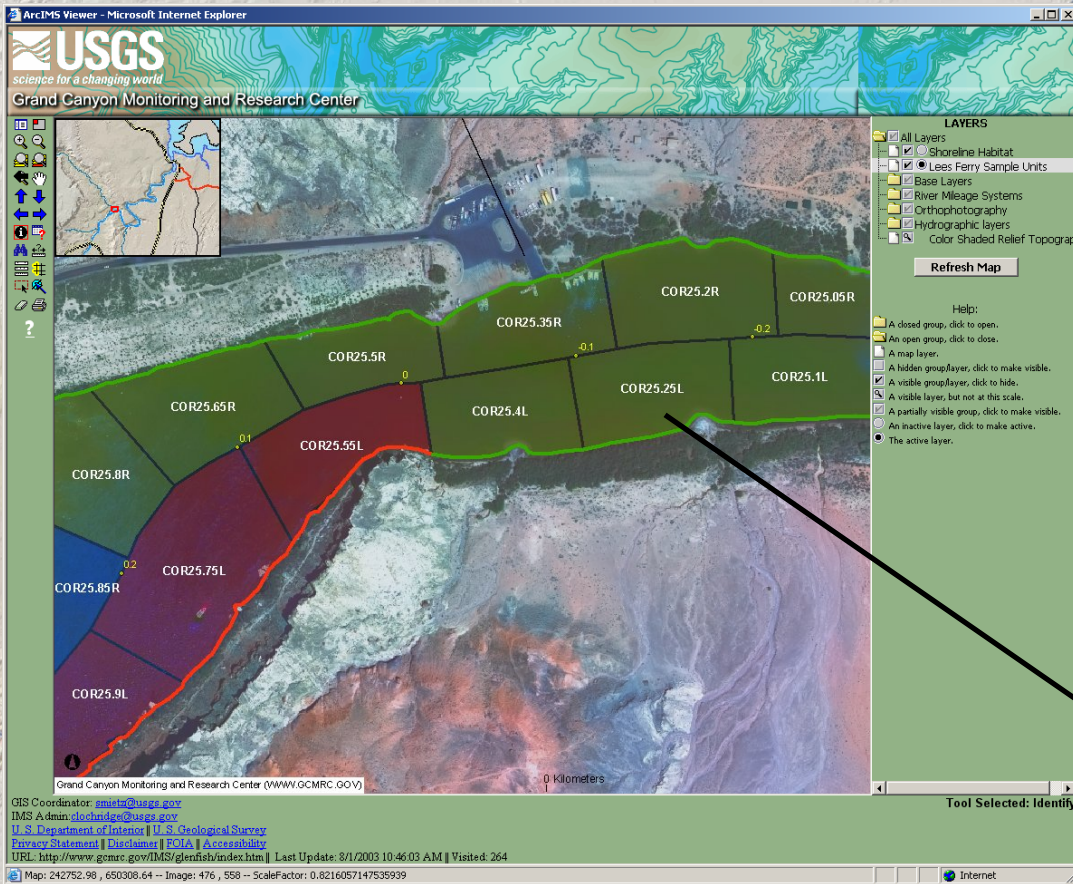 ArcIMS Viewer - Microsoft Internet Explorer
USGS
science for a changing world
Grand Canyon Monitoring and Research Center
LAYERS
All Layers
Shoreline Habitat
Lees Ferry Sample Units
Base Layers
River Mileage Systems
Orthophotography
Hydrographic layers
Color Shaded Relief Topograp
Refresh Map
Help:
A closed group, click to open.
An open group, click to close.
A map layer.
A hidden group/layer, click to make visible.
A visible group/layer, click to hide.
A visible layer, but not at this scale.
A partially visible group, click to make visible.
An inactive layer, click to make active.
The active layer.
?
COR25.2R
COR25.05R
COR25.35R
-0.2
-0.1
COR25.5R
0
COR25.1L
COR25.25L
COR25.65R
COR25.4L
0.1
COR25.55L
COR25.8R
0.2
COR25.75L
COR25.85R
COR25.9L
0 Kilometers
Grand Canyon Monitoring and Research Center (WWW.GCMRC.GOV)
GIS Coordinator: smietz@usgs.gov
Tool Selected: Identify
IMS Admin:clochridge@usgs.gov
U. S. Department of Interior || U. S. Geological Survey
Privacy Statement || Disclaimer || FOIA || Accessibility
URL: http://www.gcmrc.gov/IMS/glenfish/index.htm || Last Update: 8/1/2003 10:46:03 AM || Visited: 264
Map: 242752.98 , 650308.64 -- Image: 476 , 558 -- ScaleFactor: 0.8216057147535939
Internet